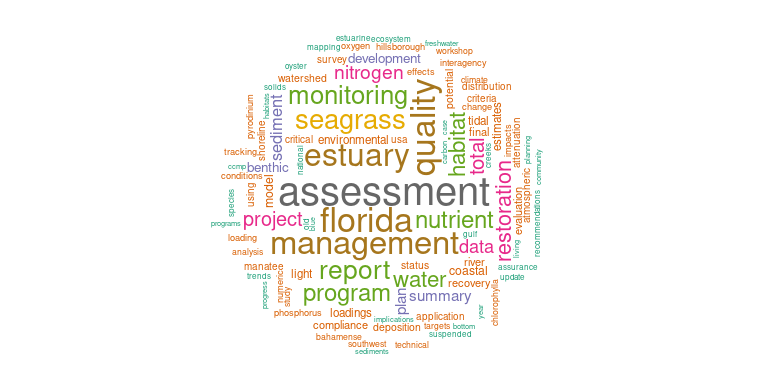 estuarine ecosystem
mapping oxygen hillsborough freshwater
workshop
survey development
interagency
oyster
nitrogen effects
climate
watershed
potential
solids
distribution
monitoring
habitats
criteria
change
pyrodinium
seagrass
quality
tidal
estimates
sediment
final
shoreline
critical environmental usa
case
habitat
total
impacts
attenuation
planning
creeks
tracking
estuary
carbon
national
ccmp benthic
conditions
model
using
assessment
restoration
community
species
atmospheric
evaluation
recommendations
programs
project
old
blue
florida
nutrient
gulf
loading
management
data
living
analysis
manatee
light
report
status
river
coastal
assurance
trends
water
recovery
update
numeric
study
progress
program
plan
summary
chlorophylla
year
phosphorus
loadings
implications
application
compliance
deposition
targets bottom
bahamense
suspended
southwest
technical
sediments